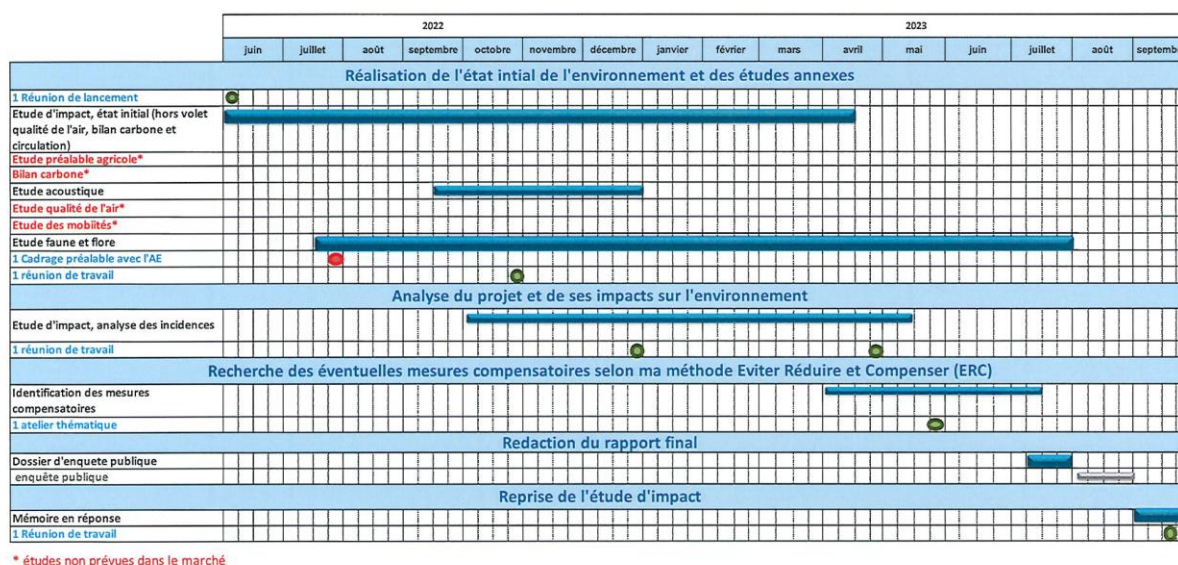 2022 2023
juin juillet août septembre octobre novembre décembre janvier février mars avril mai juin juillet août septemb
Réalisation de l'état intial de l'environnement et des études annexes
1 Réunion de lancement
Etude d'impact, état initial (hors volet
qualité de l'air, bilan carbone et
circulation)
Etude préalable agricole*
Bilan carbone*
Etude acoustique
Etude qualité de l'air*
Etude des mobiités*
Etude faune et flore
1 Cadrage préalable avec l'AE
1 réunion de travail
Analyse du projet et de ses impacts sur l'environnement
Etude d'impact, analyse des incidences
1 réunion de travail
Recherche des éventuelles mesures compensatoires selon ma méthode Eviter Réduire et Compenser (ERC)
Identification des mesures
compensatoires
1 atelier thématique
Redaction du rapport final
Dossier d'enquete publique
enquête publique
Reprise de l'étude d'impact
Mémoire en réponse
1 Réunion de travail
* études non prévues dans le marché